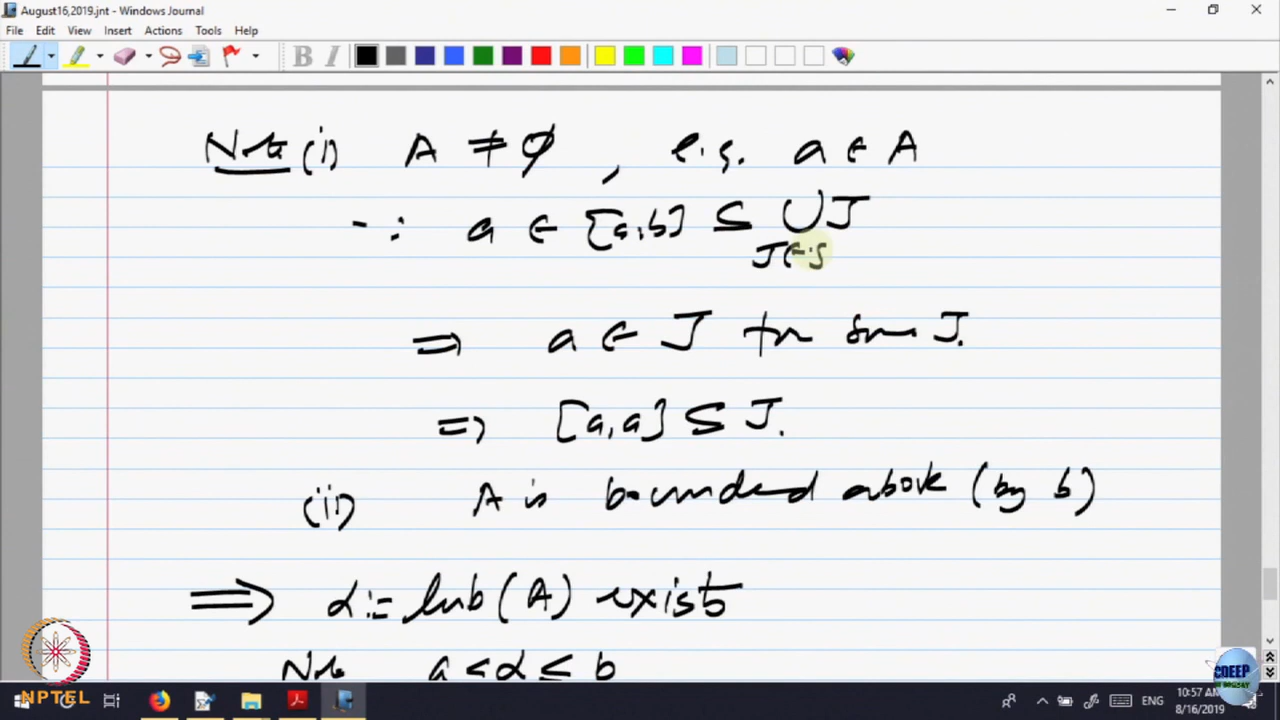 August16,2019.jnt - Windows Journal
File Edit View Insert Actions Tools Help
Note (i) A ≠ ∅ , e.g. a ∈ A
∵ a ∈ [a,b] ⊆ ∪J
J∈S
⇒ a ∈ J for some J.
⇒ [a,a] ⊆ J.
(ii) A is bounded above (by b)
⇒ α := lub(A) exists
Note a < α ≤ b
NPTEL
CDEEP
ENG
10:57 AM
8/16/2019